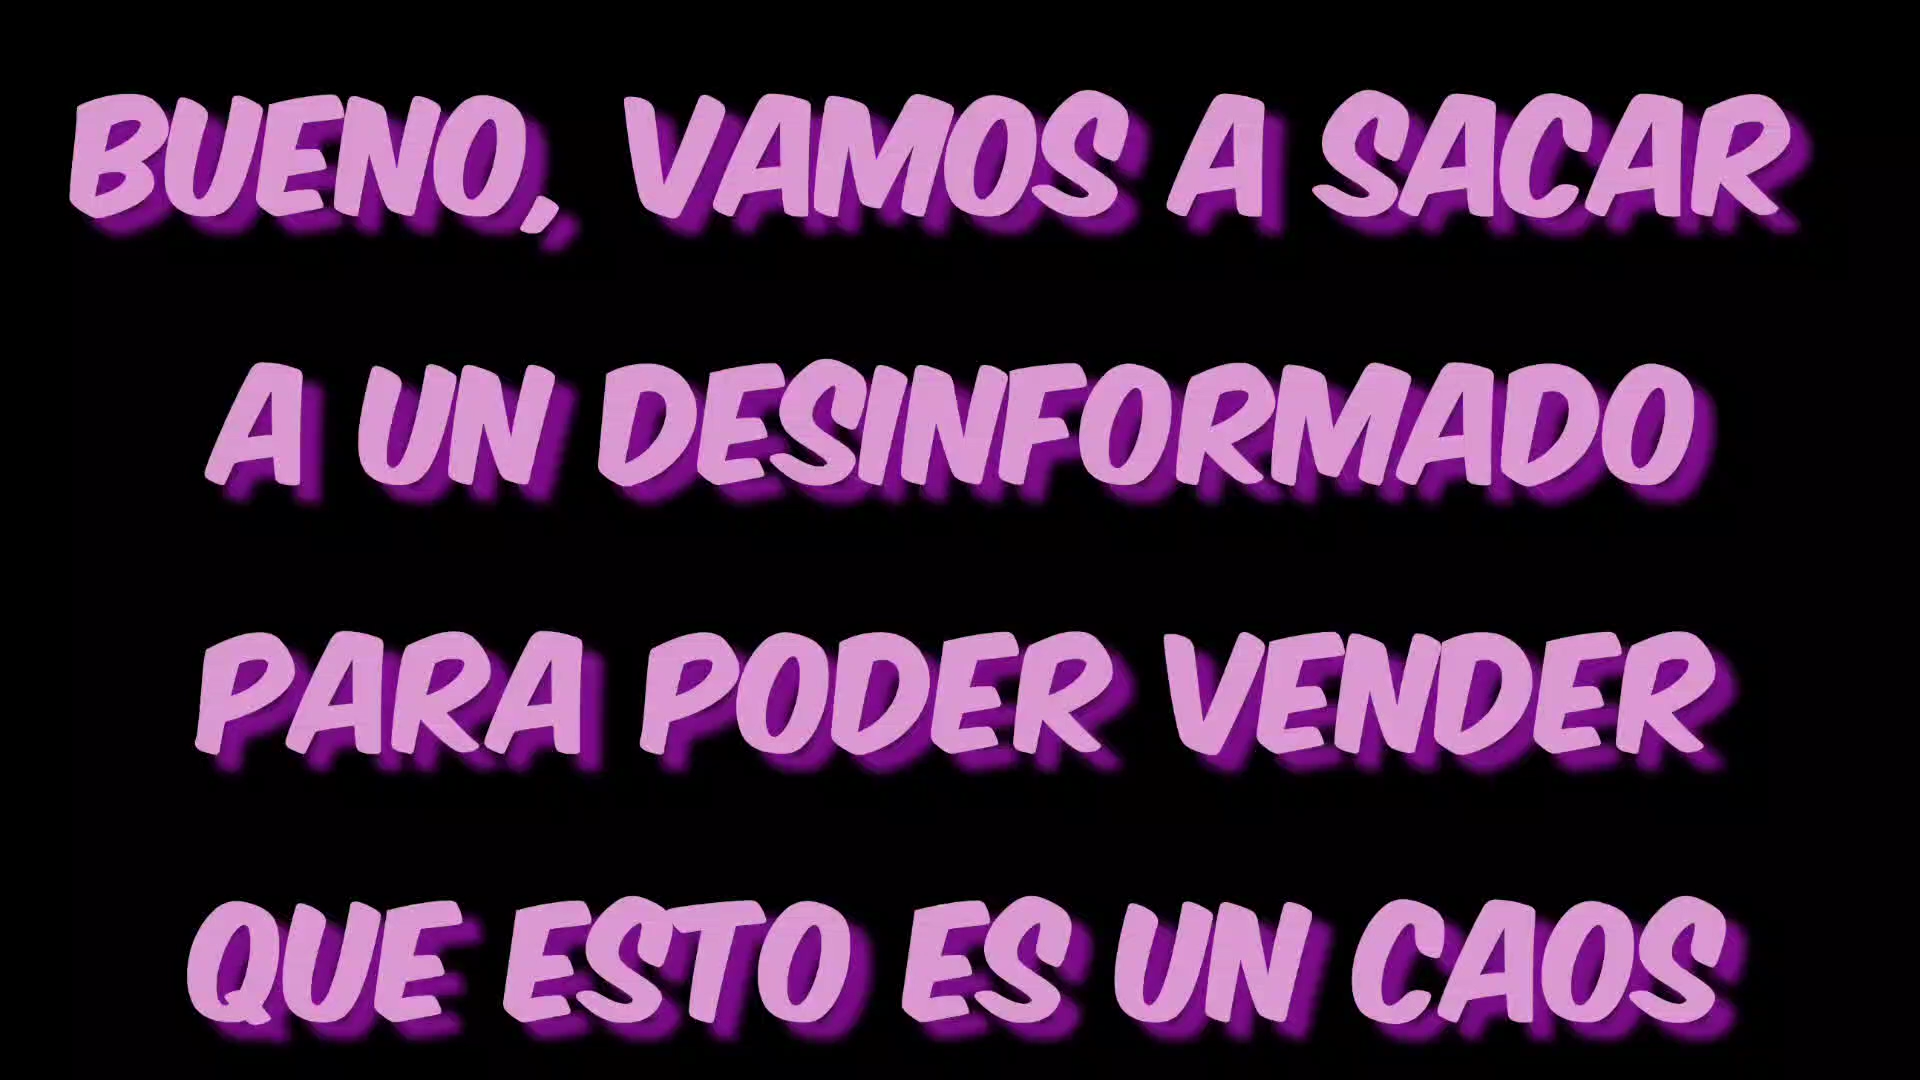 BUENO, VAMOS A SACAR
A UN DESINFORMADO
PARA PODER VENDER
QUE ESTO ES UN CAOS